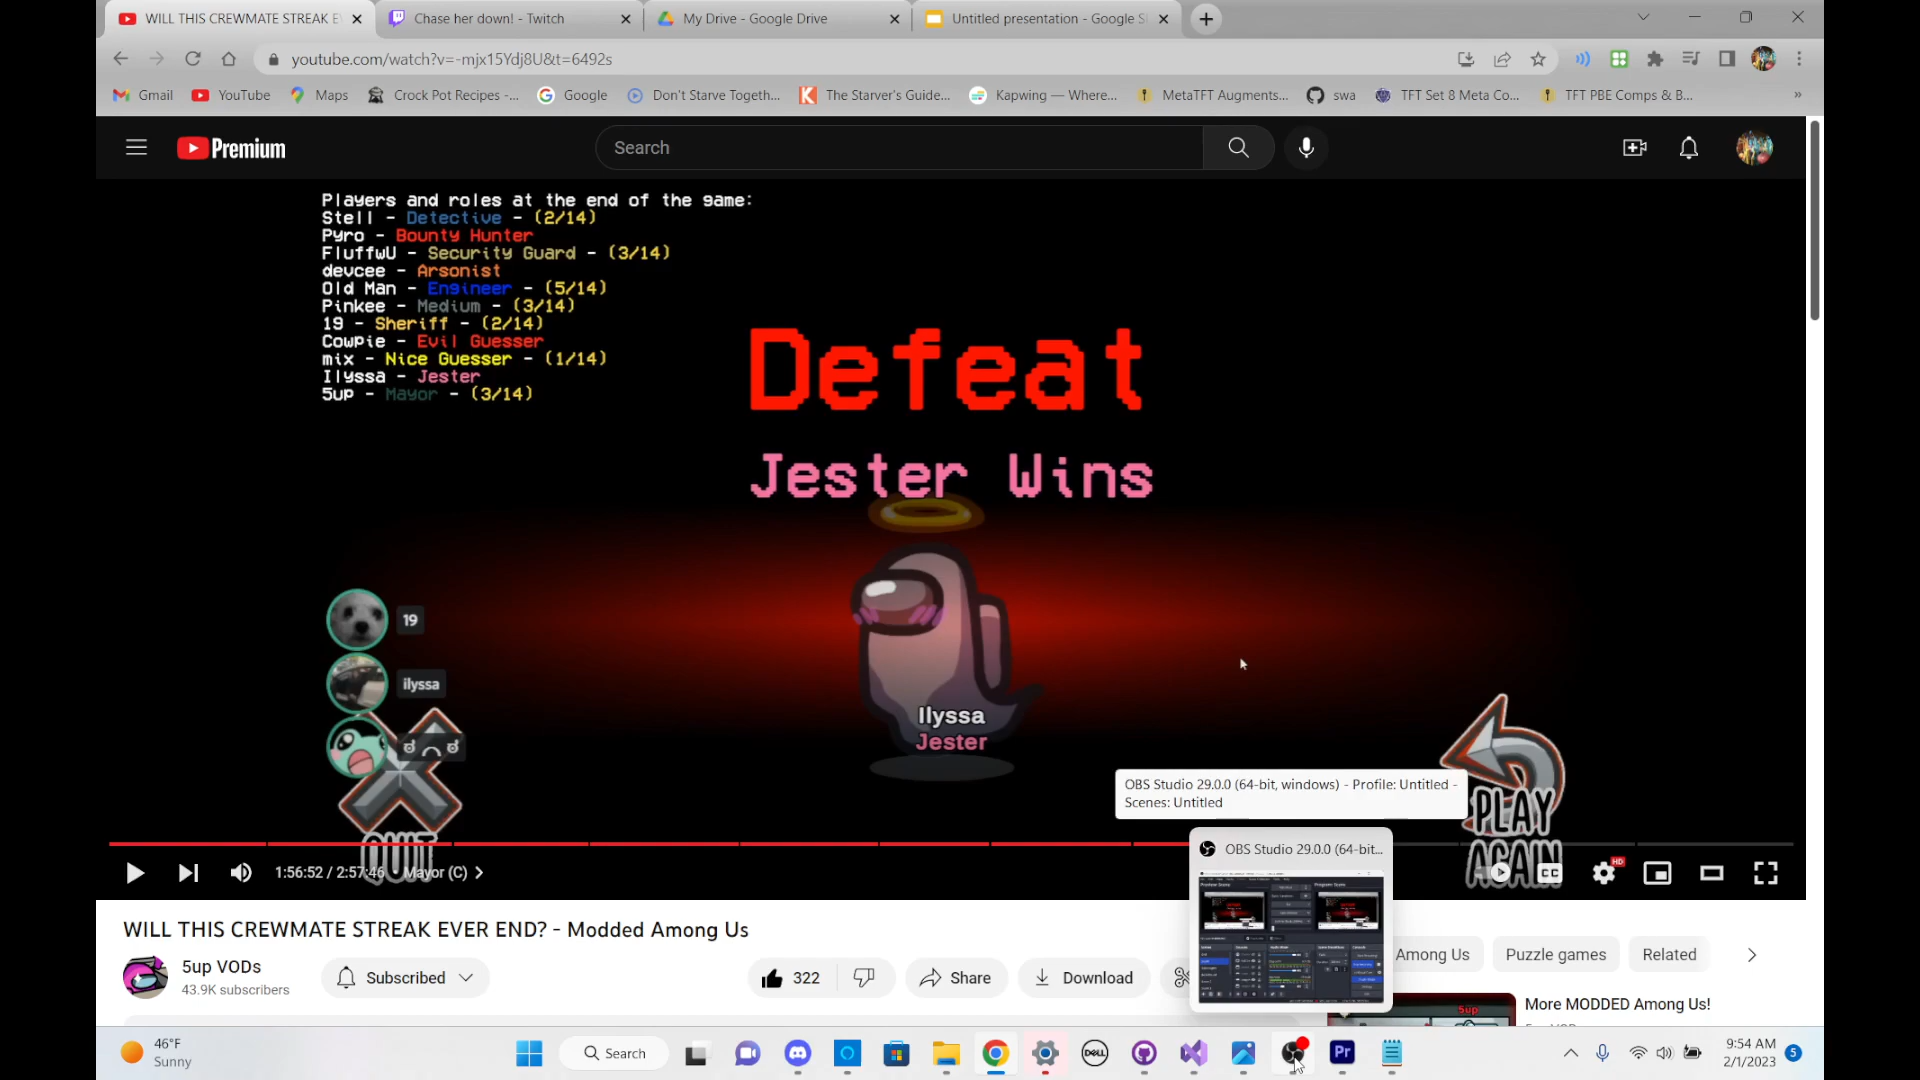 WILL THIS CREWMATE STREAK E
Chase her down! - Twitch
My Drive - Google Drive
Untitled presentation - Google S
youtube.com/watch?v=-mjx15Ydj8U&t=6492s
Gmail
YouTube
Maps
Crock Pot Recipes -...
Google
Don't Starve Togeth...
The Starver's Guide...
Kapwing — Where...
MetaTFT Augments...
swa
TFT Set 8 Meta Co...
TFT PBE Comps & B...
»
Premium
Search
Players and roles at the end of the game:
Stell - Detective - (2/14)
Pyro - Bounty Hunter
FluffwU - Security Guard - (3/14)
devcee - Arsonist
Old Man - Engineer - (5/14)
Pinkee - Medium - (3/14)
19 - Sheriff - (2/14)
Cowpie - Evil Guesser
mix - Nice Guesser - (1/14)
Ilyssa - Jester
5up - Mayor - (3/14)
Defeat
Jester Wins
19
ilyssa
ಠ╭╮ಠ
Ilyssa
Jester
QUIT
PLAY
AGAIN
OBS Studio 29.0.0 (64-bit, windows) - Profile: Untitled -
Scenes: Untitled
OBS Studio 29.0.0 (64-bit...
1:56:52 / 2:57:46 • Mayor (C)
CC
HD
WILL THIS CREWMATE STREAK EVER END? - Modded Among Us
5up VODs
43.9K subscribers
Subscribed
322
Share
Download
Among Us
Puzzle games
Related
5up
More MODDED Among Us!
46°F
Sunny
Search
DELL
Pr
9:54 AM
2/1/2023
5